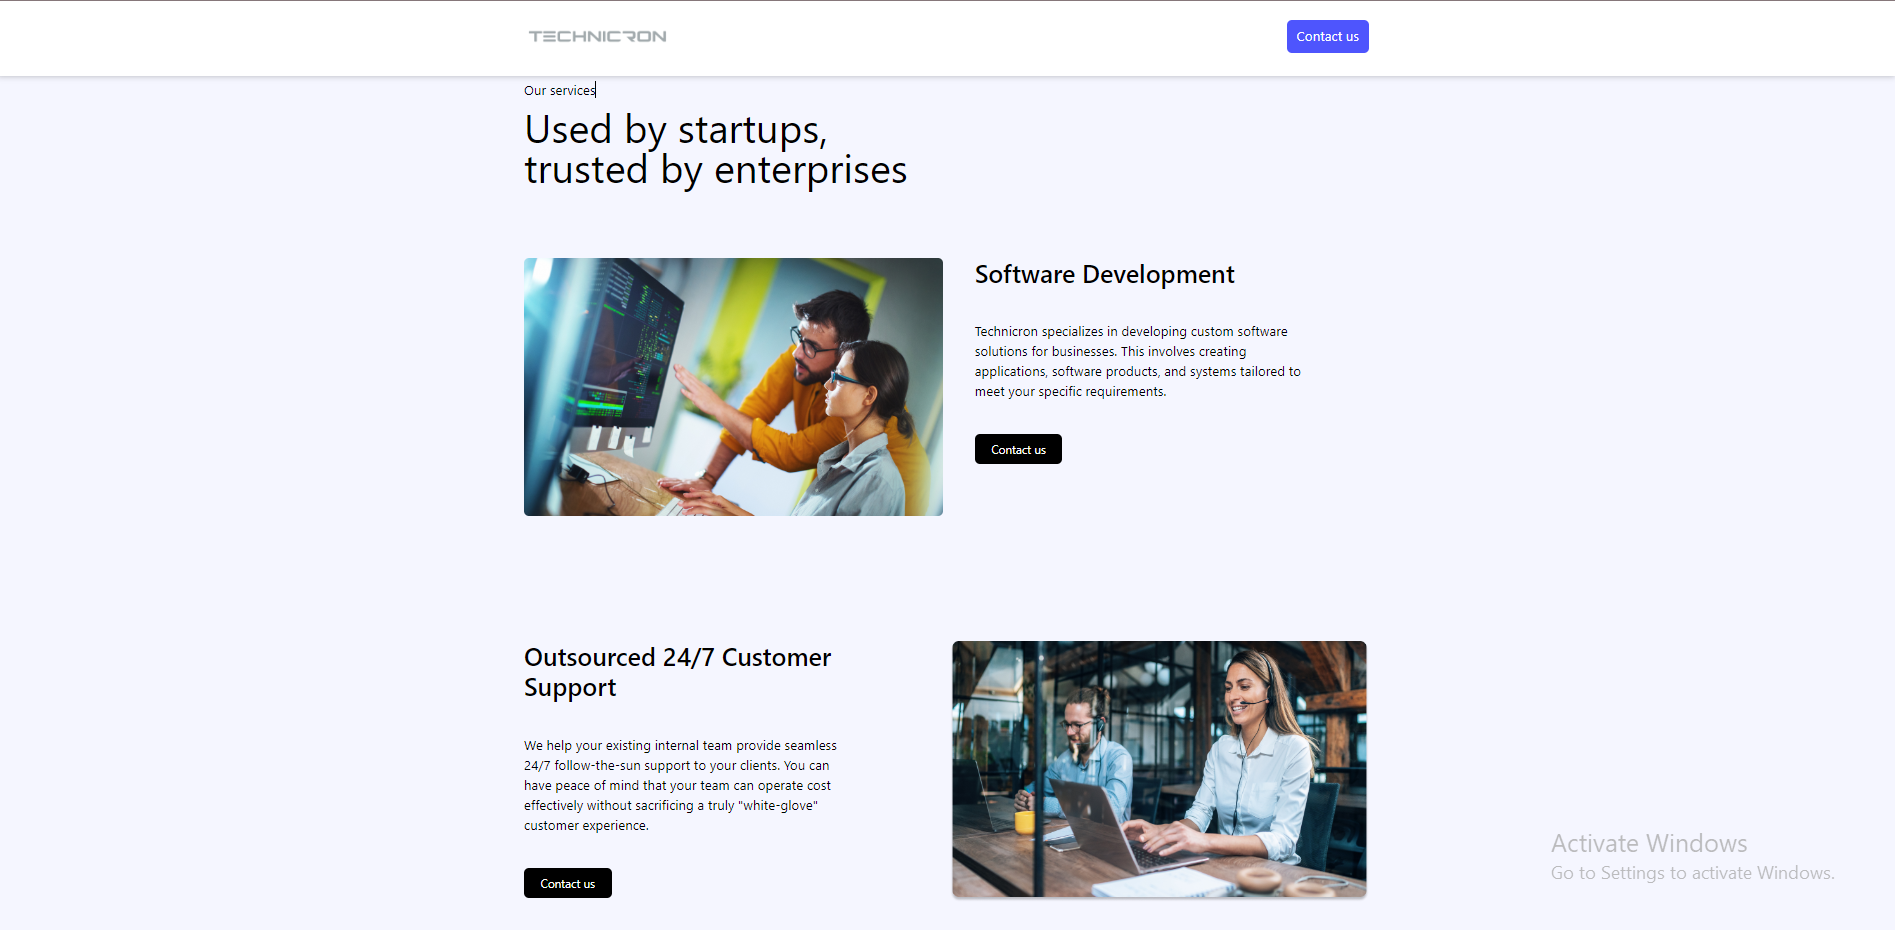 TECHNICRON
Contact us
Our services
Used by startups,
trusted by enterprises
Software Development
Technicron specializes in developing custom software
solutions for businesses. This involves creating
applications, software products, and systems tailored to
meet your specific requirements.
Contact us
Outsourced 24/7 Customer
Support
We help your existing internal team provide seamless
24/7 follow-the-sun support to your clients. You can
have peace of mind that your team can operate cost
effectively without sacrificing a truly "white-glove"
customer experience.
Contact us
Activate Windows
Go to Settings to activate Windows.